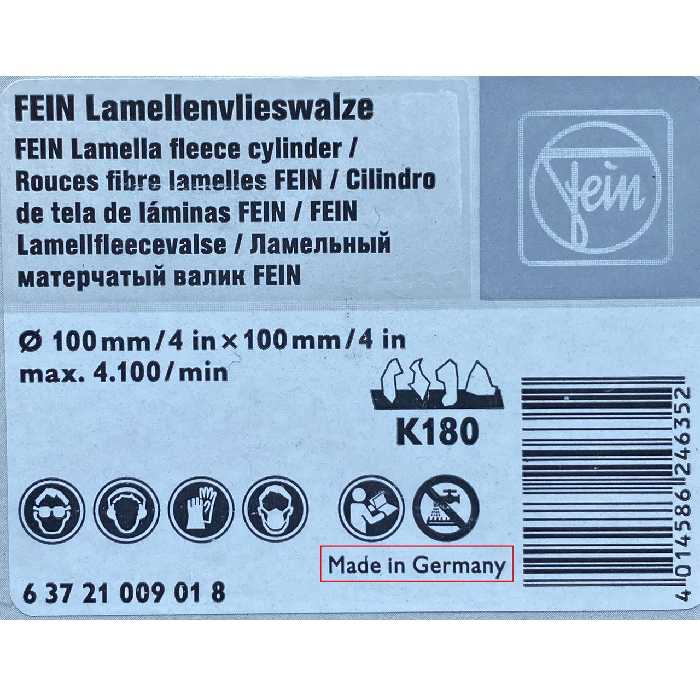 FEIN Lamellenvlieswalze
FEIN Lamella fleece cylinder /
Rouces fibre lamelles FEIN / Cilindro
de tela de láminas FEIN / FEIN
Lamellfleecevalse / Ламельный
матерчатый валик FEIN
Fein
Ø 100 mm/4 in x 100 mm/4 in
max. 4.100/min
K180
4 014586 246352
Made in Germany
6 37 21 009 01 8